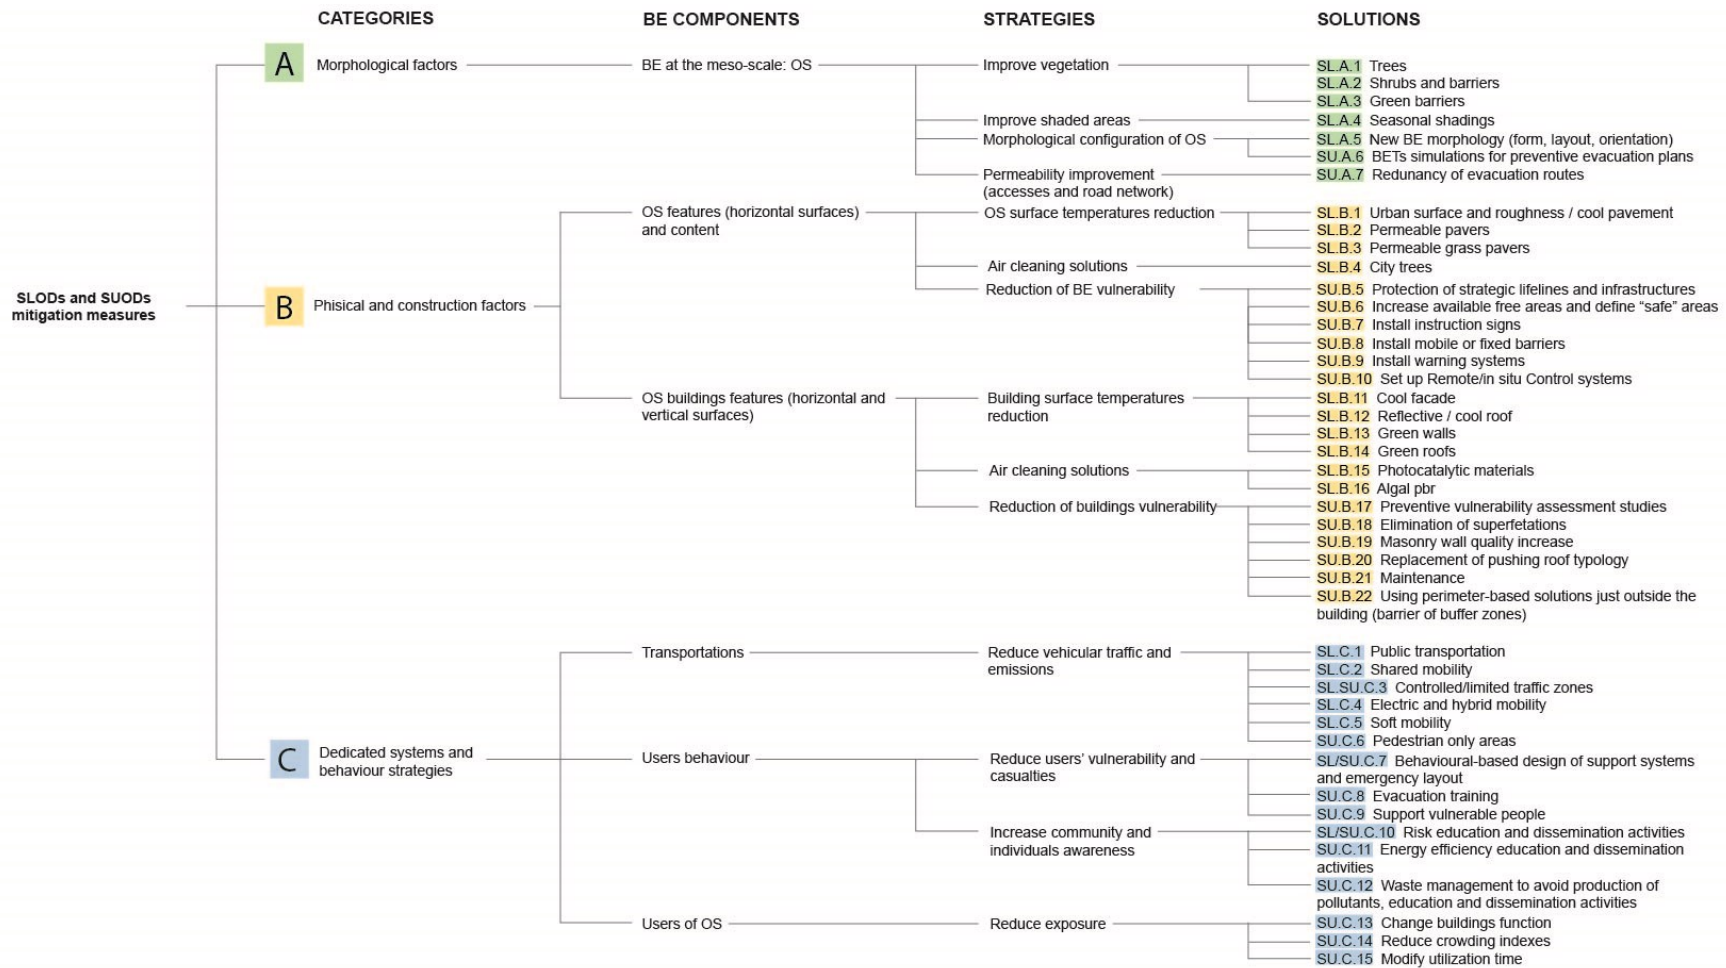 CATEGORIES
BE COMPONENTS
STRATEGIES
SOLUTIONS
SLODs and SUODs
mitigation measures
A Morphological factors
BE at the meso-scale: OS
Improve vegetation
SL.A.1 Trees
SL.A.2 Shrubs and barriers
SL.A.3 Green barriers
Improve shaded areas
SL.A.4 Seasonal shadings
Morphological configuration of OS
SL.A.5 New BE morphology (form, layout, orientation)
SU.A.6 BETs simulations for preventive evacuation plans
Permeability improvement
(accesses and road network)
SU.A.7 Redunancy of evacuation routes
B Phisical and construction factors
OS features (horizontal surfaces)
and content
OS surface temperatures reduction
SL.B.1 Urban surface and roughness / cool pavement
SL.B.2 Permeable pavers
SL.B.3 Permeable grass pavers
Air cleaning solutions
SL.B.4 City trees
Reduction of BE vulnerability
SU.B.5 Protection of strategic lifelines and infrastructures
SU.B.6 Increase available free areas and define “safe” areas
SU.B.7 Install instruction signs
SU.B.8 Install mobile or fixed barriers
SU.B.9 Install warning systems
SU.B.10 Set up Remote/in situ Control systems
OS buildings features (horizontal and
vertical surfaces)
Building surface temperatures
reduction
SL.B.11 Cool facade
SL.B.12 Reflective / cool roof
SL.B.13 Green walls
SL.B.14 Green roofs
Air cleaning solutions
SL.B.15 Photocatalytic materials
SL.B.16 Algal pbr
Reduction of buildings vulnerability
SU.B.17 Preventive vulnerability assessment studies
SU.B.18 Elimination of superfetations
SU.B.19 Masonry wall quality increase
SU.B.20 Replacement of pushing roof typology
SU.B.21 Maintenance
SU.B.22 Using perimeter-based solutions just outside the
building (barrier of buffer zones)
C Dedicated systems and
behaviour strategies
Transportations
Reduce vehicular traffic and
emissions
SL.C.1 Public transportation
SL.C.2 Shared mobility
SL.SU.C.3 Controlled/limited traffic zones
SL.C.4 Electric and hybrid mobility
SL.C.5 Soft mobility
SU.C.6 Pedestrian only areas
Users behaviour
Reduce users' vulnerability and
casualties
SL/SU.C.7 Behavioural-based design of support systems
and emergency layout
SU.C.8 Evacuation training
SU.C.9 Support vulnerable people
Increase community and
individuals awareness
SL/SU.C.10 Risk education and dissemination activities
SU.C.11 Energy efficiency education and dissemination
activities
SU.C.12 Waste management to avoid production of
pollutants, education and dissemination activities
Users of OS
Reduce exposure
SU.C.13 Change buildings function
SU.C.14 Reduce crowding indexes
SU.C.15 Modify utilization time